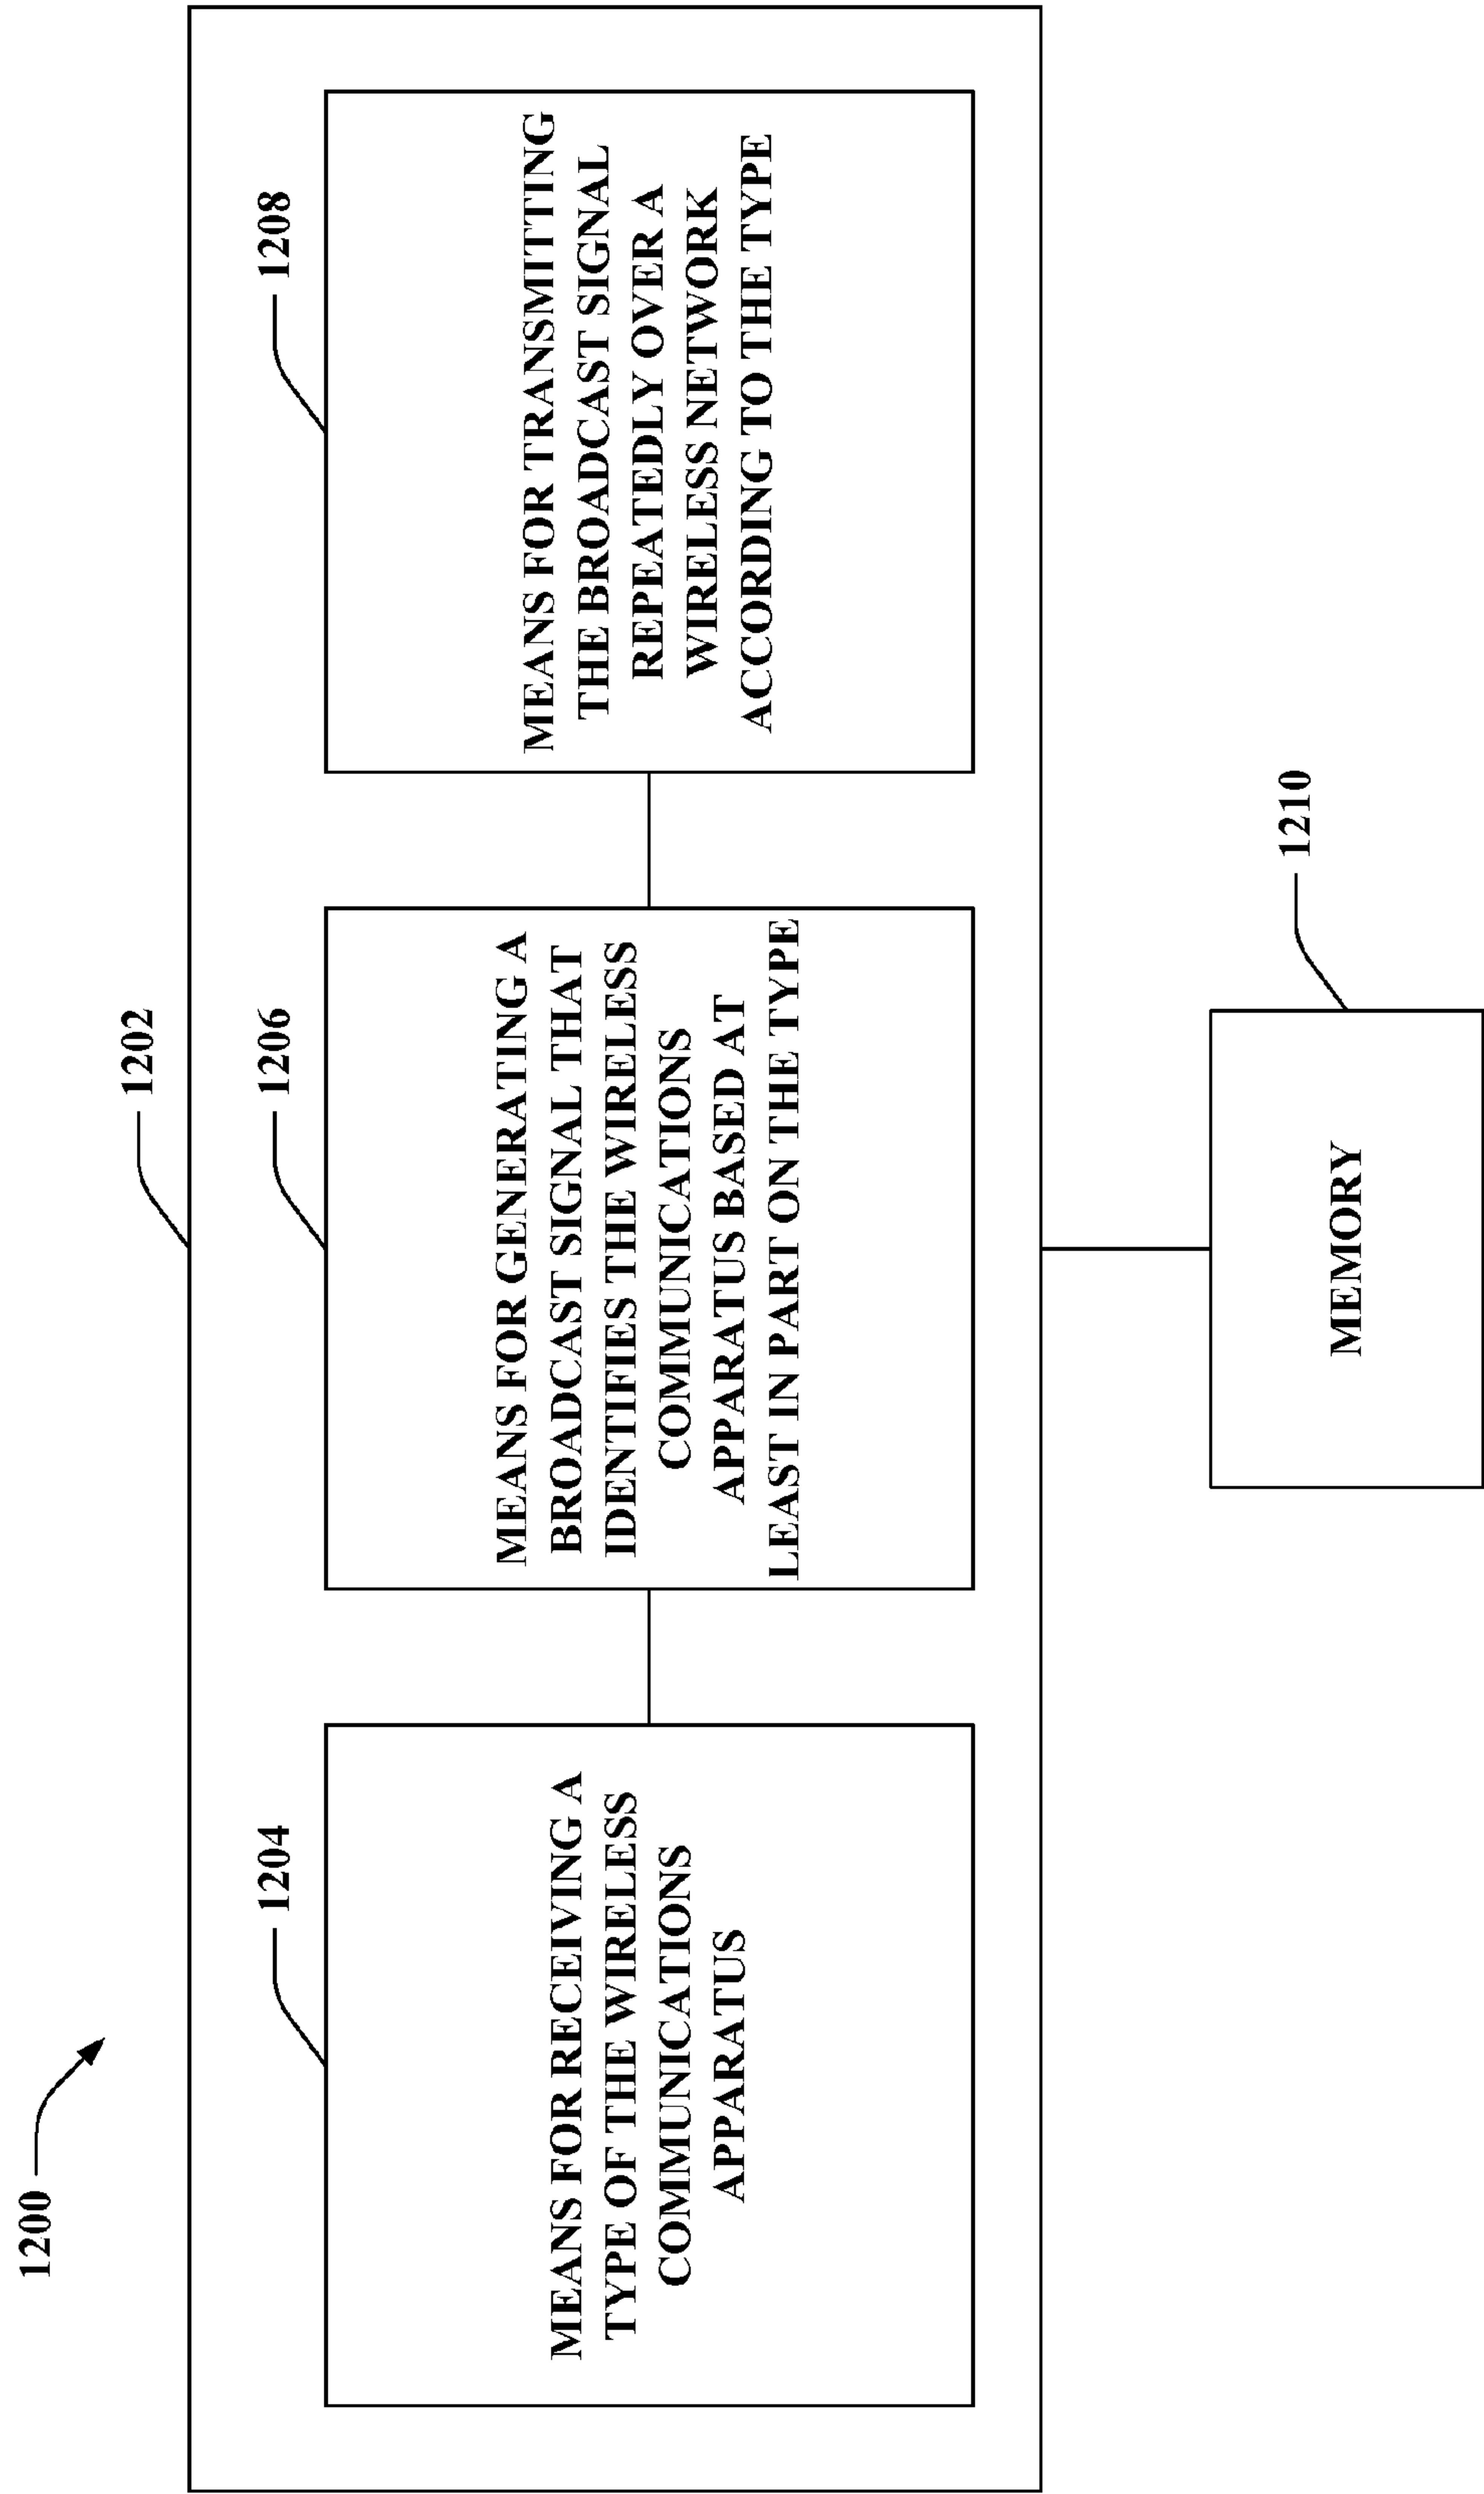 1200
1202
1204
MEANS FOR RECEIVING A
TYPE OF THE WIRELESS
COMMUNICATIONS
APPARATUS
1206
MEANS FOR GENERATING A
BROADCAST SIGNAL THAT
IDENTIFIES THE WIRELESS
COMMUNICATIONS
APPARATUS BASED AT
LEAST IN PART ON THE TYPE
1208
MEANS FOR TRANSMITTING
THE BROADCAST SIGNAL
REPEATEDLY OVER A
WIRELESS NETWORK
ACCORDING TO THE TYPE
1210
MEMORY